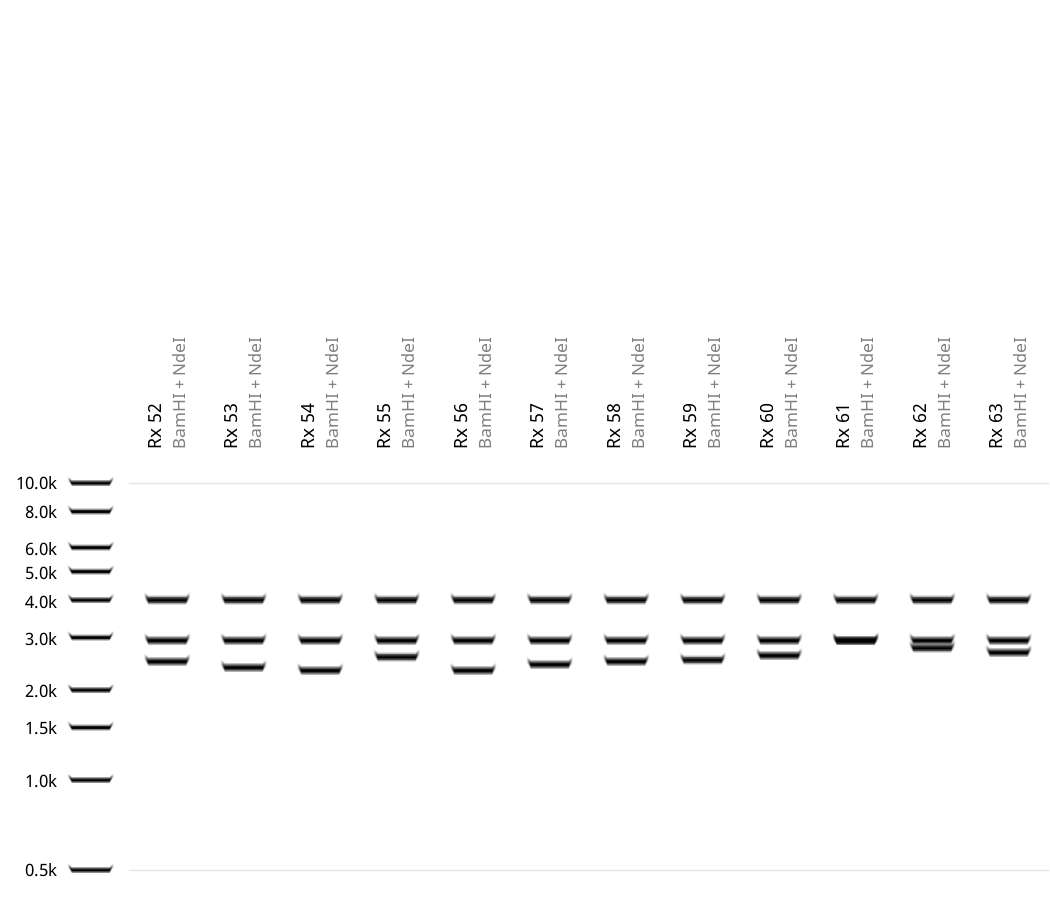 Rx 52
BamHI + NdeI
Rx 53
BamHI + NdeI
Rx 54
BamHI + NdeI
Rx 55
BamHI + NdeI
Rx 56
BamHI + NdeI
Rx 57
BamHI + NdeI
Rx 58
BamHI + NdeI
Rx 59
BamHI + NdeI
Rx 60
BamHI + NdeI
Rx 61
BamHI + NdeI
Rx 62
BamHI + NdeI
Rx 63
BamHI + NdeI
10.0k
8.0k
6.0k
5.0k
4.0k
3.0k
2.0k
1.5k
1.0k
0.5k